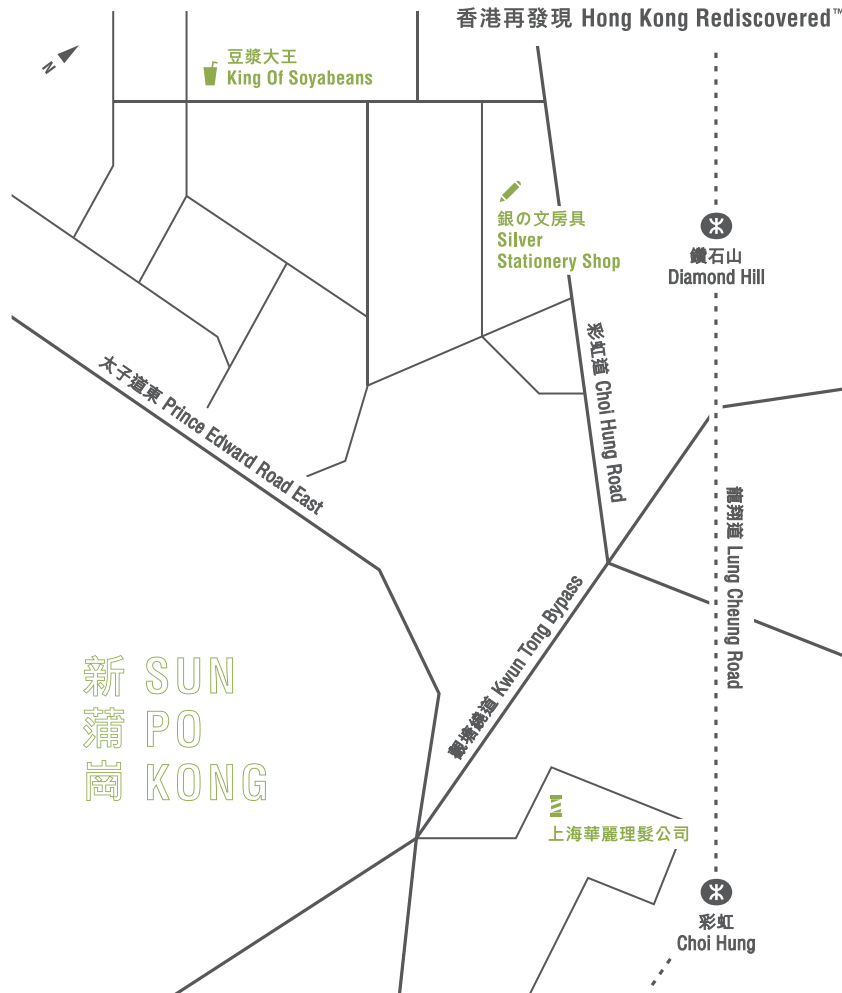 香港再發現 Hong Kong Rediscovered™
N
豆漿大王
King Of Soyabeans
銀の文房具
Silver
Stationery Shop
鑽石山
Diamond Hill
太子道東 Prince Edward Road East
彩虹道 Choi Hung Road
龍翔道 Lung Cheung Road
觀塘繞道 Kwun Tong Bypass
新 SUN
蒲 PO
崗 KONG
上海華麗理髮公司
彩虹
Choi Hung